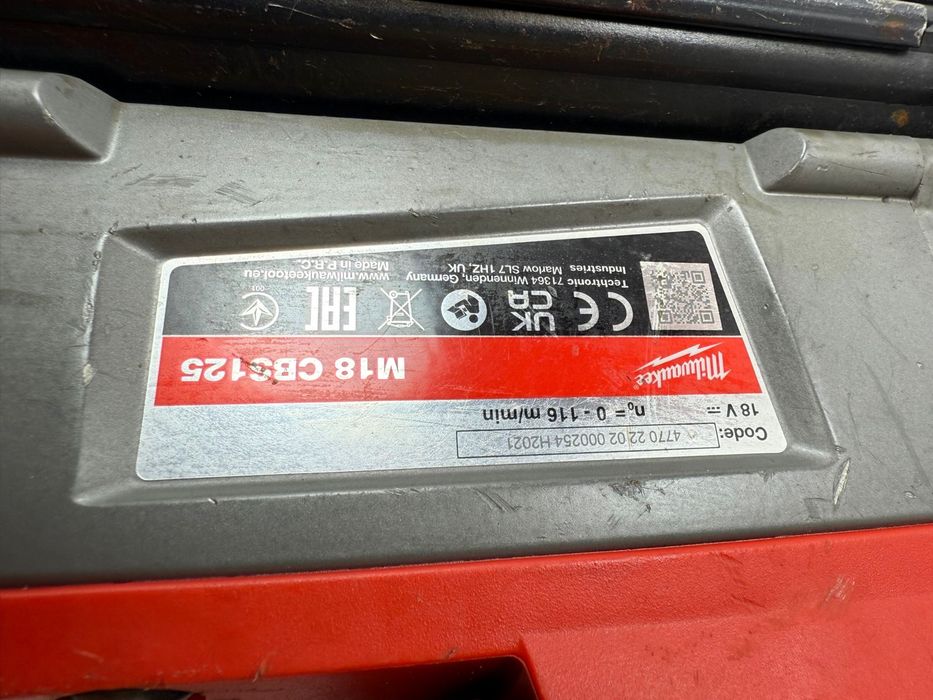 Code: 4770 22 02 000254 H2021
18 V n₀ = 0 - 116 m/min
Milwaukee
M18 CBS125
CE UK CA EAC
001
Techtronic Industries
71364 Winnenden, Germany
Marlow SL7 1HZ, UK
www.milwaukeetool.eu
Made in P.R.C.